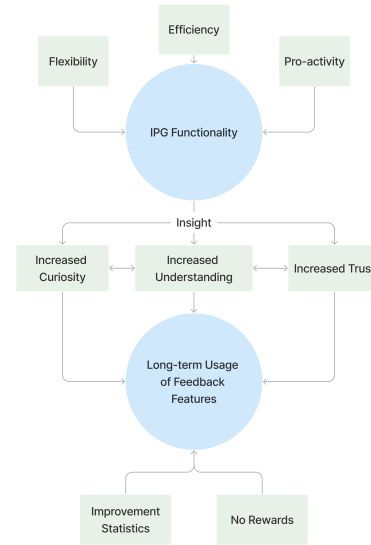 Efficiency
Flexibility
Pro-activity
IPG Functionality
Insight
Increased
Curiosity
Increased
Understanding
Increased Trus
Long-term Usage
of Feedback
Features
Improvement
Statistics
No Rewards